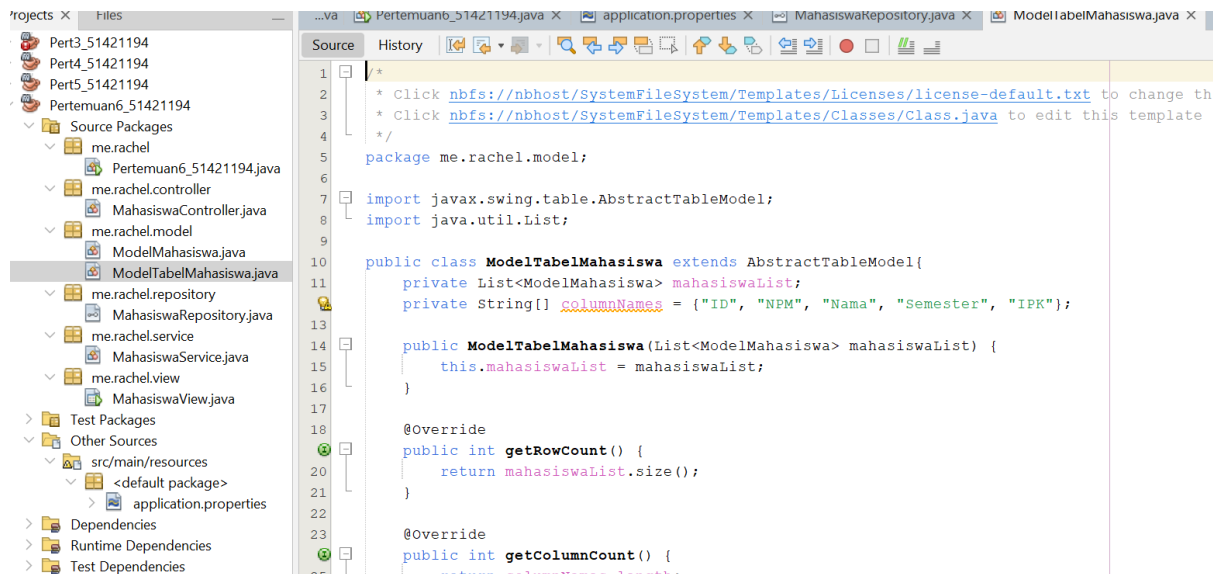 Projects × Files
Pert3_51421194
Pert4_51421194
Pert5_51421194
Pertemuan6_51421194
Source Packages
me.rachel
Pertemuan6_51421194.java
me.rachel.controller
MahasiswaController.java
me.rachel.model
ModelMahasiswa.java
ModelTabelMahasiswa.java
me.rachel.repository
MahasiswaRepository.java
me.rachel.service
MahasiswaService.java
me.rachel.view
MahasiswaView.java
Test Packages
Other Sources
src/main/resources
<default package>
application.properties
Dependencies
Runtime Dependencies
Test Dependencies
...va Pertemuan6_51421194.java × application.properties × MahasiswaRepository.java × ModelTabelMahasiswa.java ×
Source History
1 /*
2 * Click nbfs://nbhost/SystemFileSystem/Templates/Licenses/license-default.txt to change th
3 * Click nbfs://nbhost/SystemFileSystem/Templates/Classes/Class.java to edit this template
4 */
5 package me.rachel.model;
6
7 import javax.swing.table.AbstractTableModel;
8 import java.util.List;
9
10 public class ModelTabelMahasiswa extends AbstractTableModel{
11 private List<ModelMahasiswa> mahasiswaList;
private String[] columnNames = {"ID", "NPM", "Nama", "Semester", "IPK"};
13
14 public ModelTabelMahasiswa(List<ModelMahasiswa> mahasiswaList) {
15 this.mahasiswaList = mahasiswaList;
16 }
17
18 @Override
public int getRowCount() {
20 return mahasiswaList.size();
21 }
22
23 @Override
public int getColumnCount() {